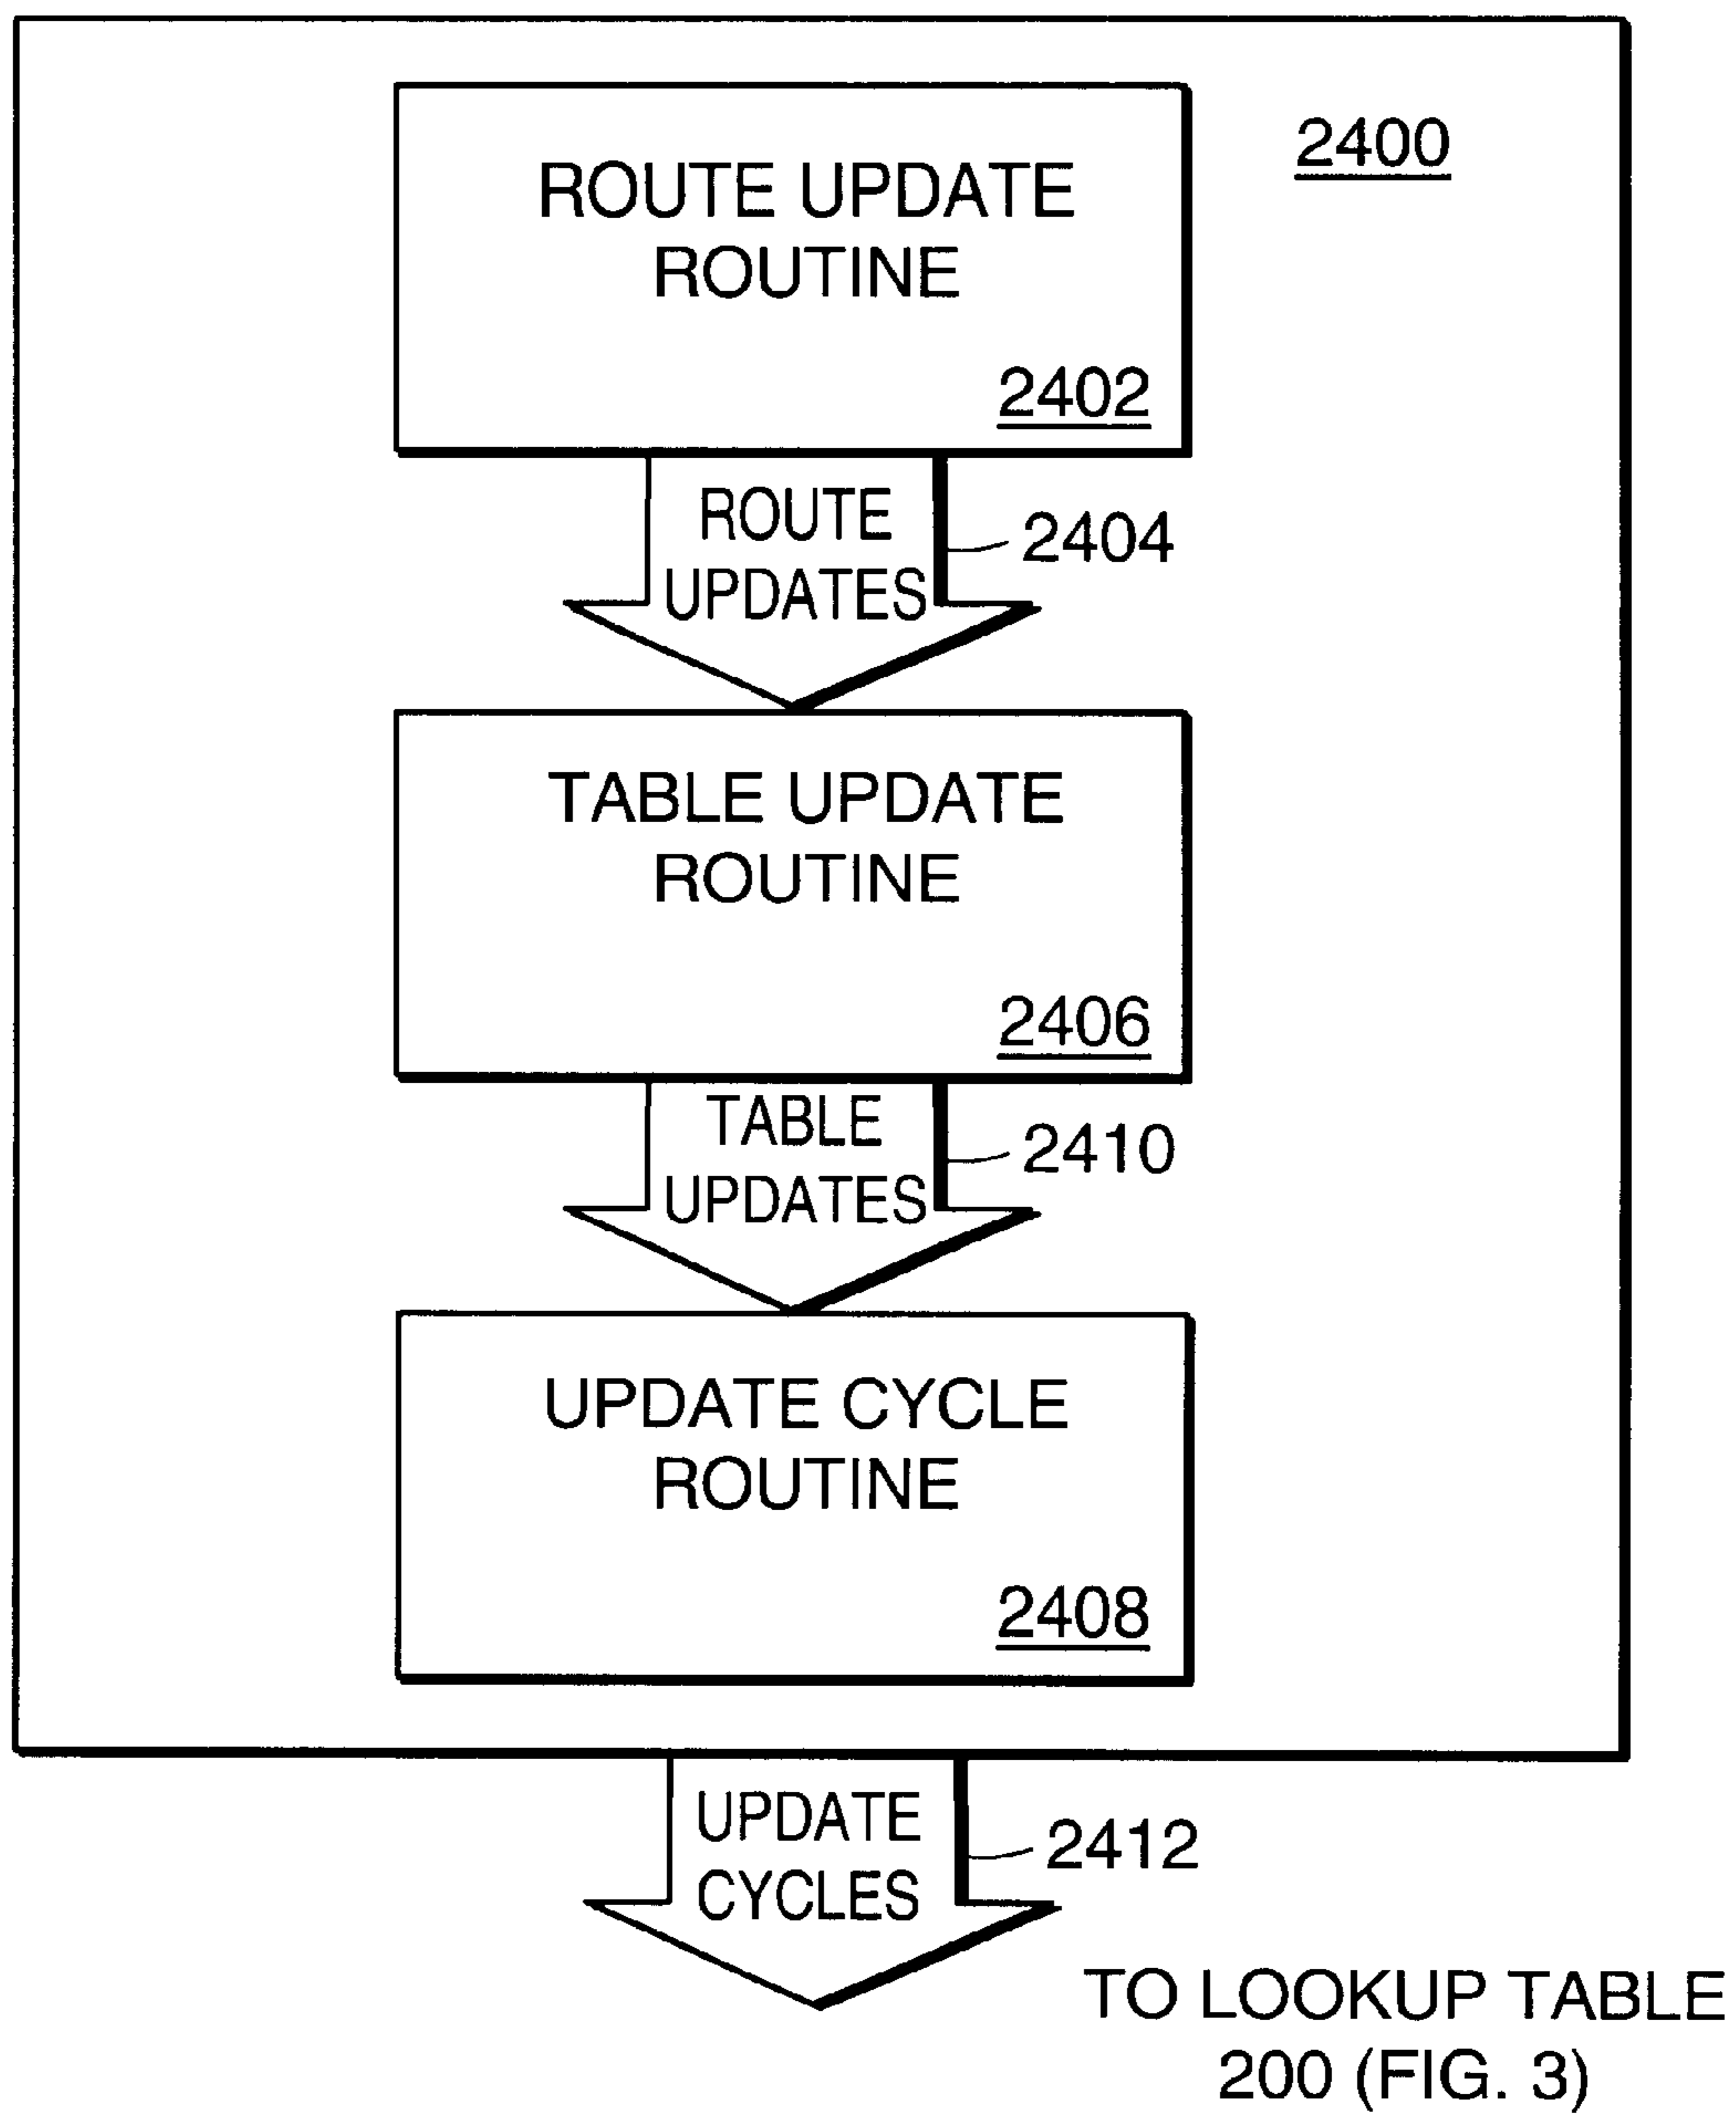 2400
ROUTE UPDATE
ROUTINE
2402
ROUTE
UPDATES
2404
TABLE UPDATE
ROUTINE
2406
TABLE
UPDATES
2410
UPDATE CYCLE
ROUTINE
2408
UPDATE
CYCLES
2412
TO LOOKUP TABLE
200 (FIG. 3)